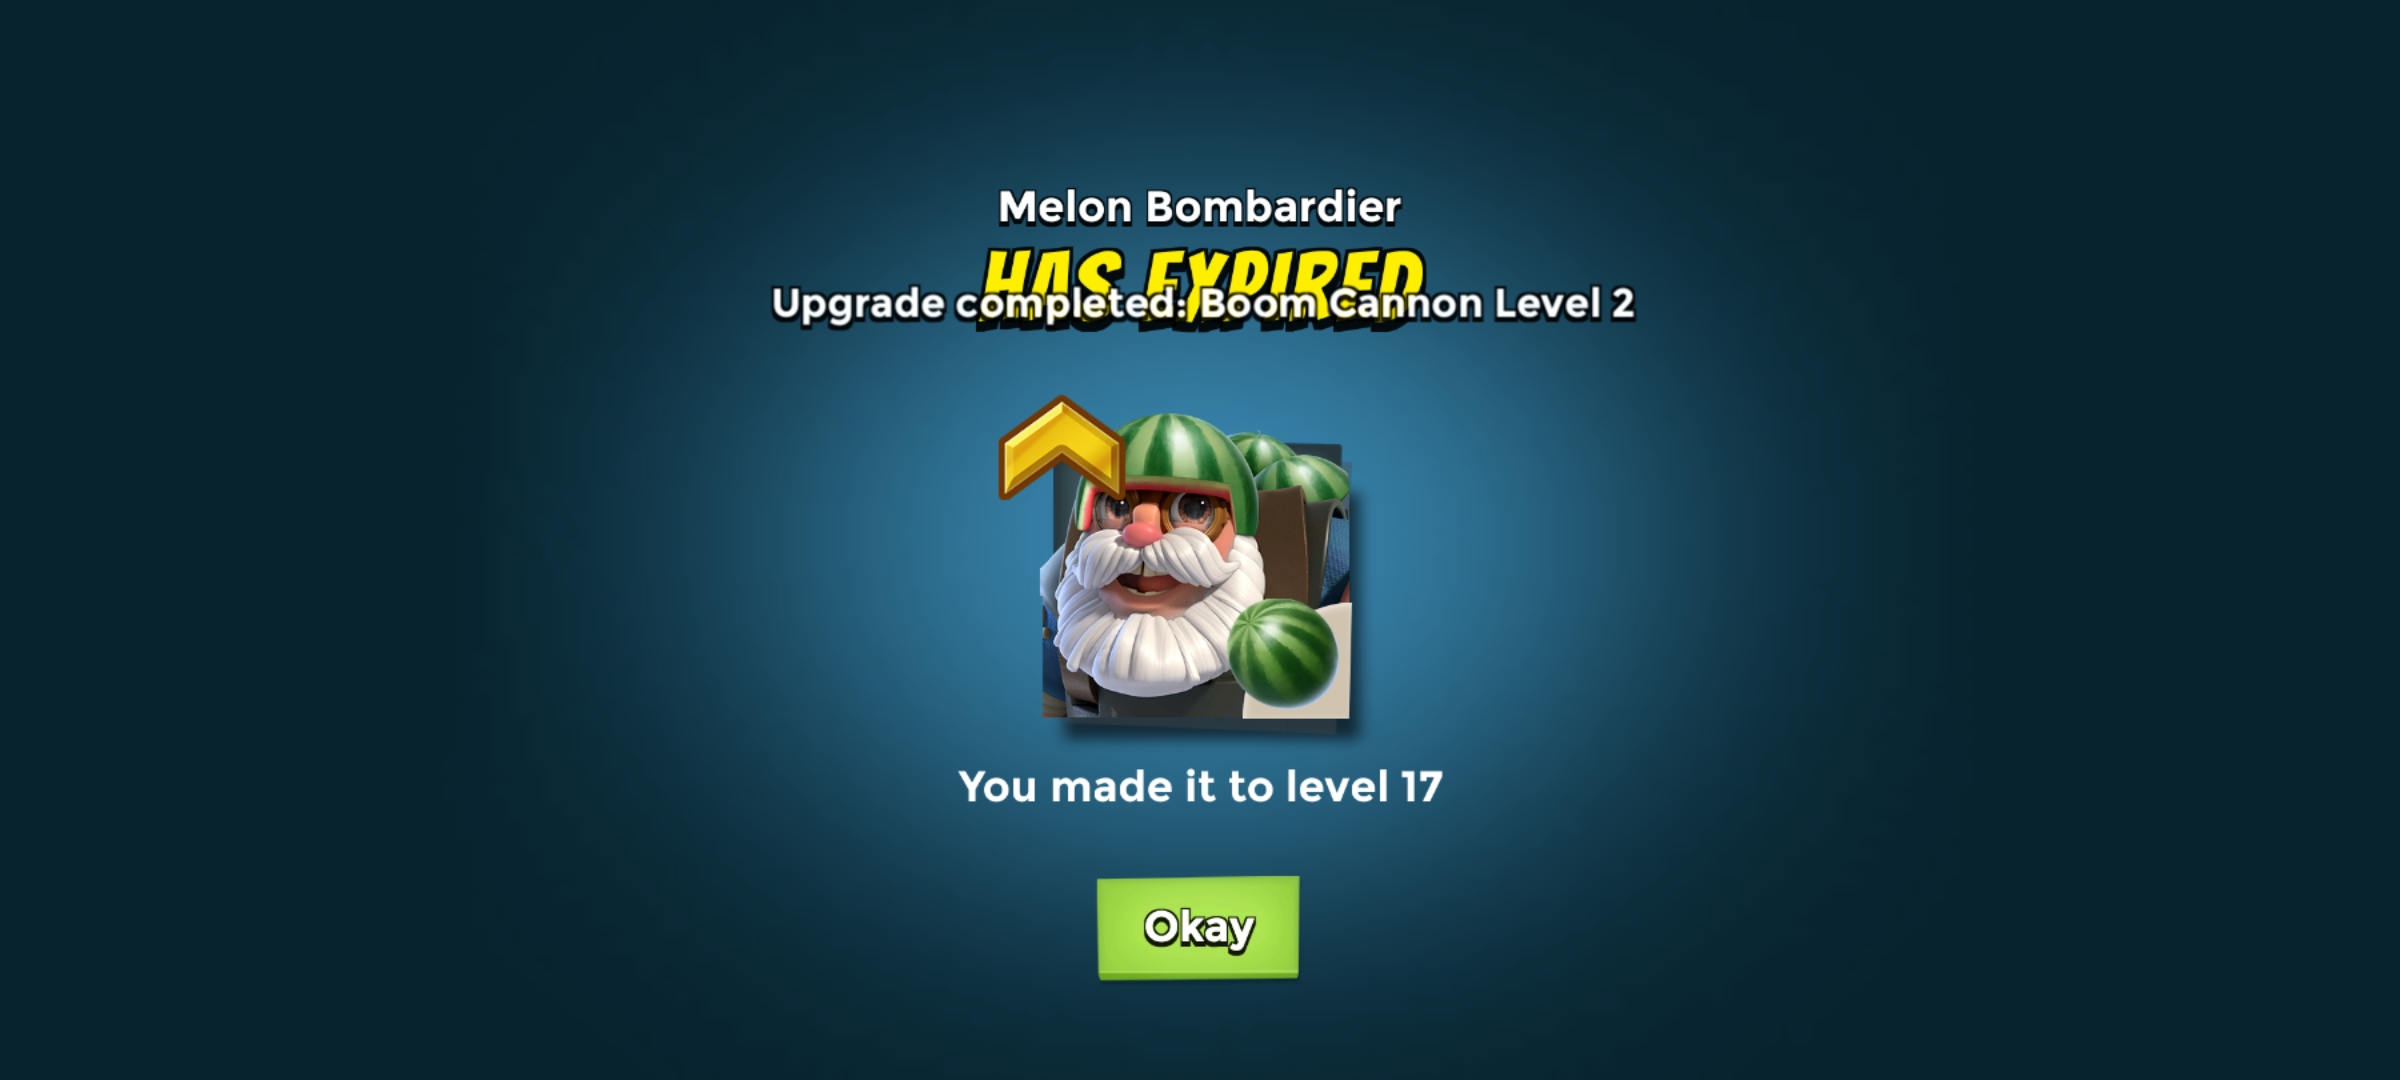 Melon Bombardier
HAS EXPIRED
Upgrade completed: Boom Cannon Level 2
You made it to level 17
Okay